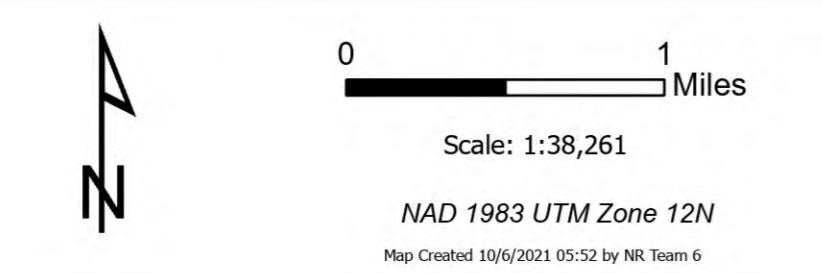 0 1
Miles
Scale: 1:38,261
N
NAD 1983 UTM Zone 12N
Map Created 10/6/2021 05:52 by NR Team 6